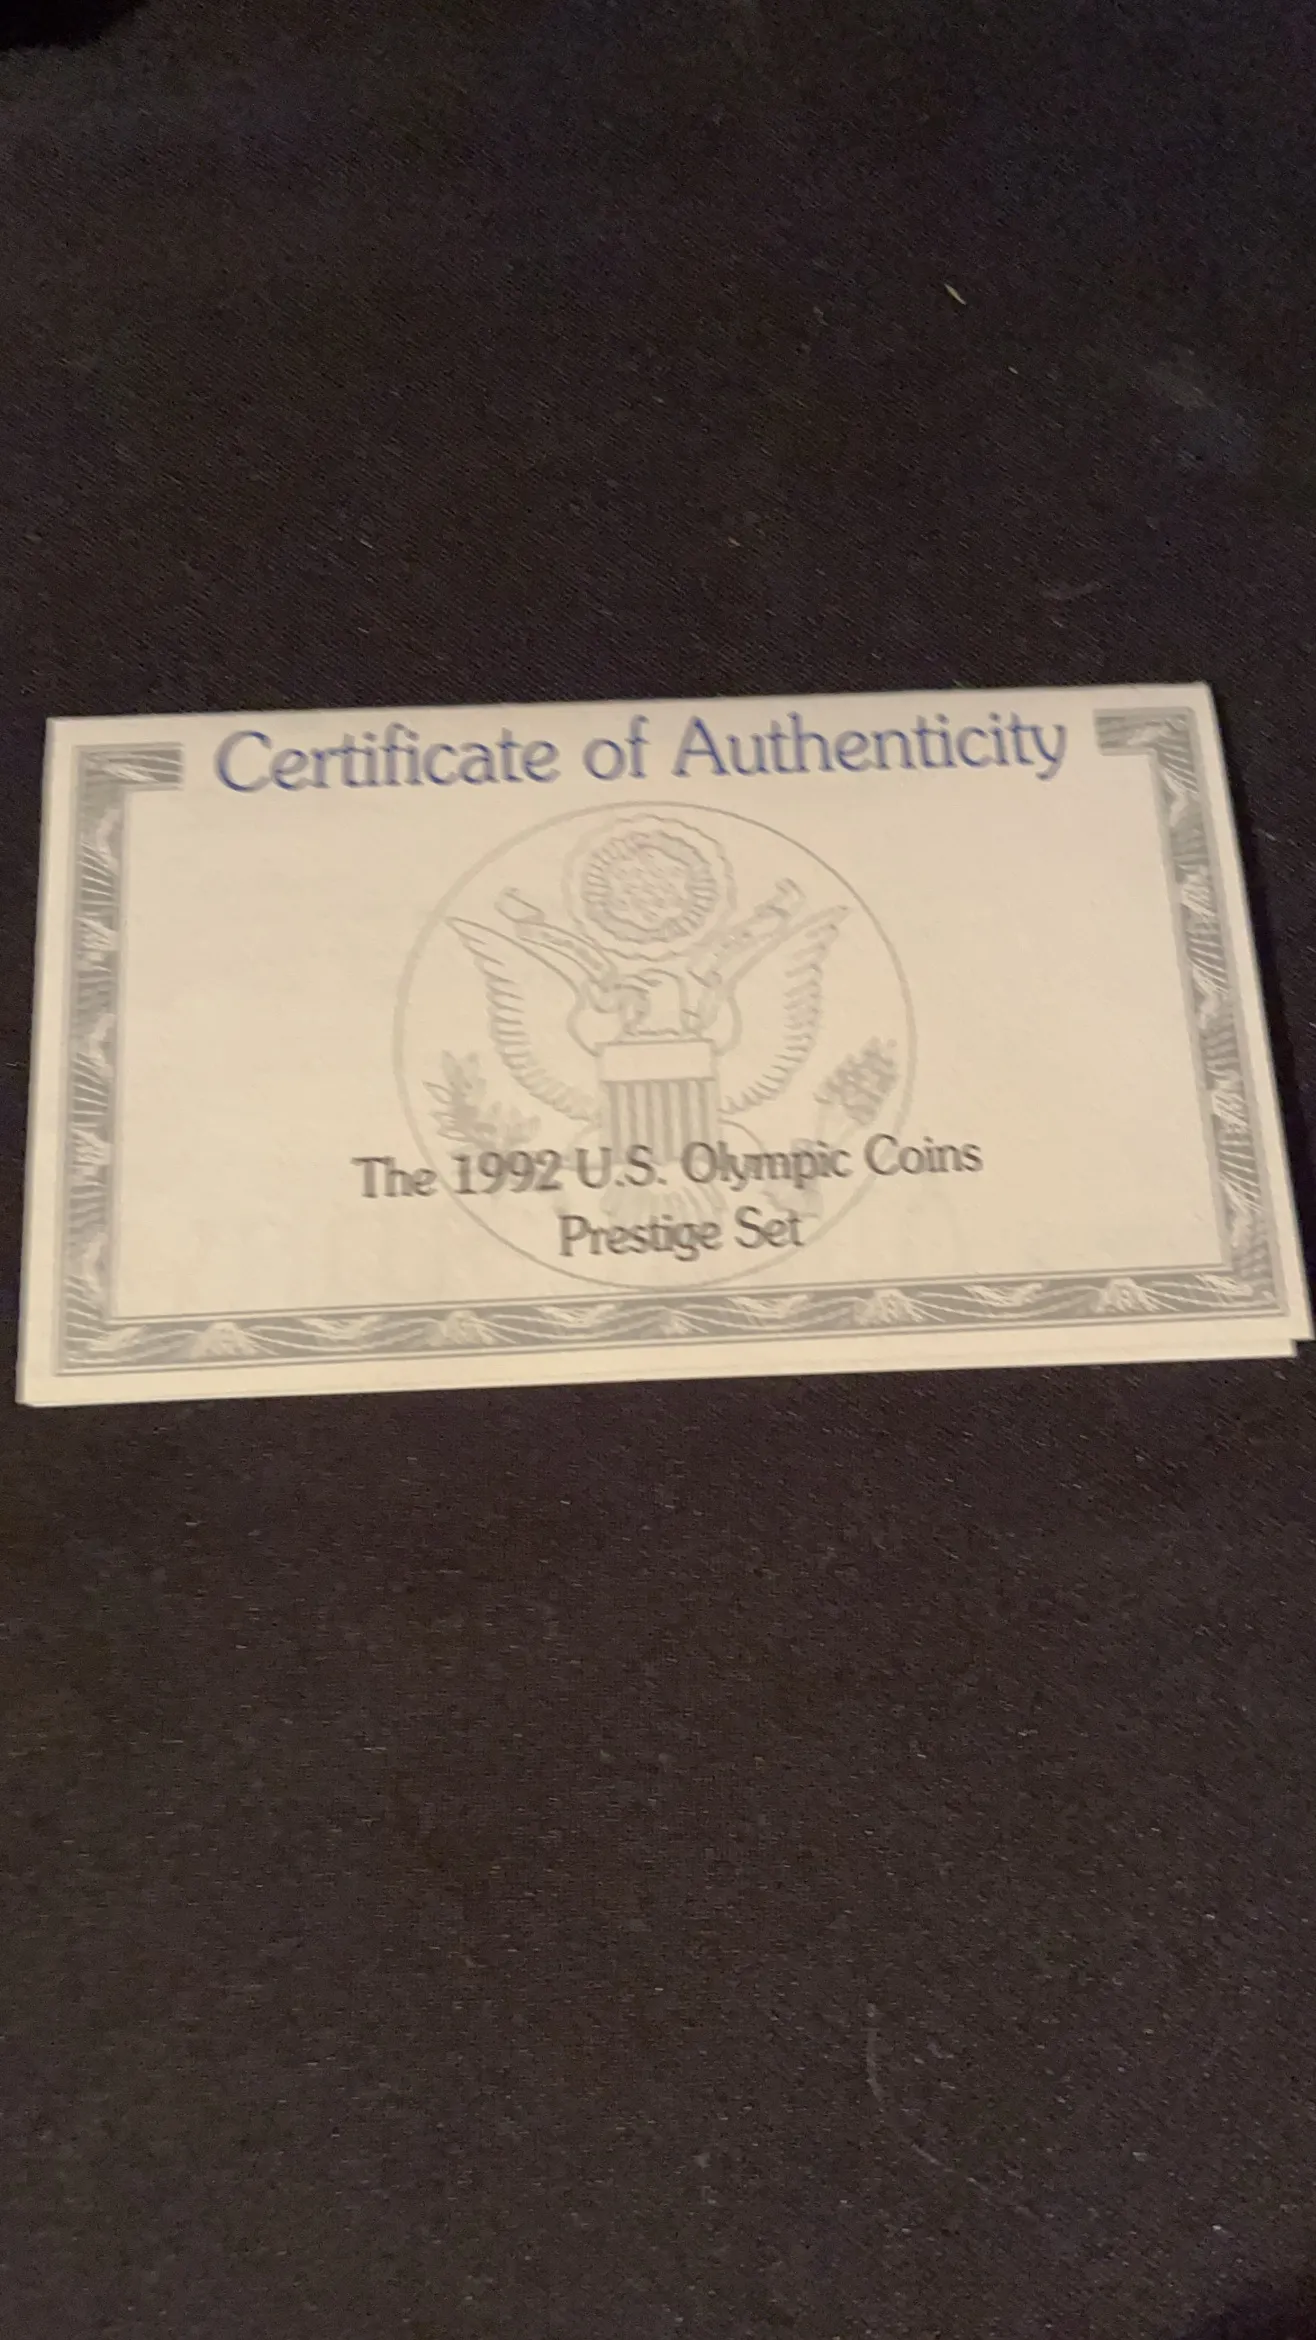 Certificate of Authenticity
The 1992 U.S. Olympic Coins
Prestige Set